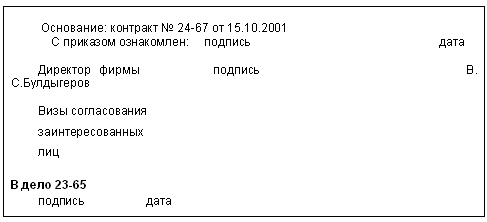 Основание: контракт № 24-67 от 15.10.2001
С приказом ознакомлен: подпись дата
Директор фирмы подпись В.
С.Булдыгеров
Визы согласования
заинтересованных
лиц
В дело 23-65
подпись дата